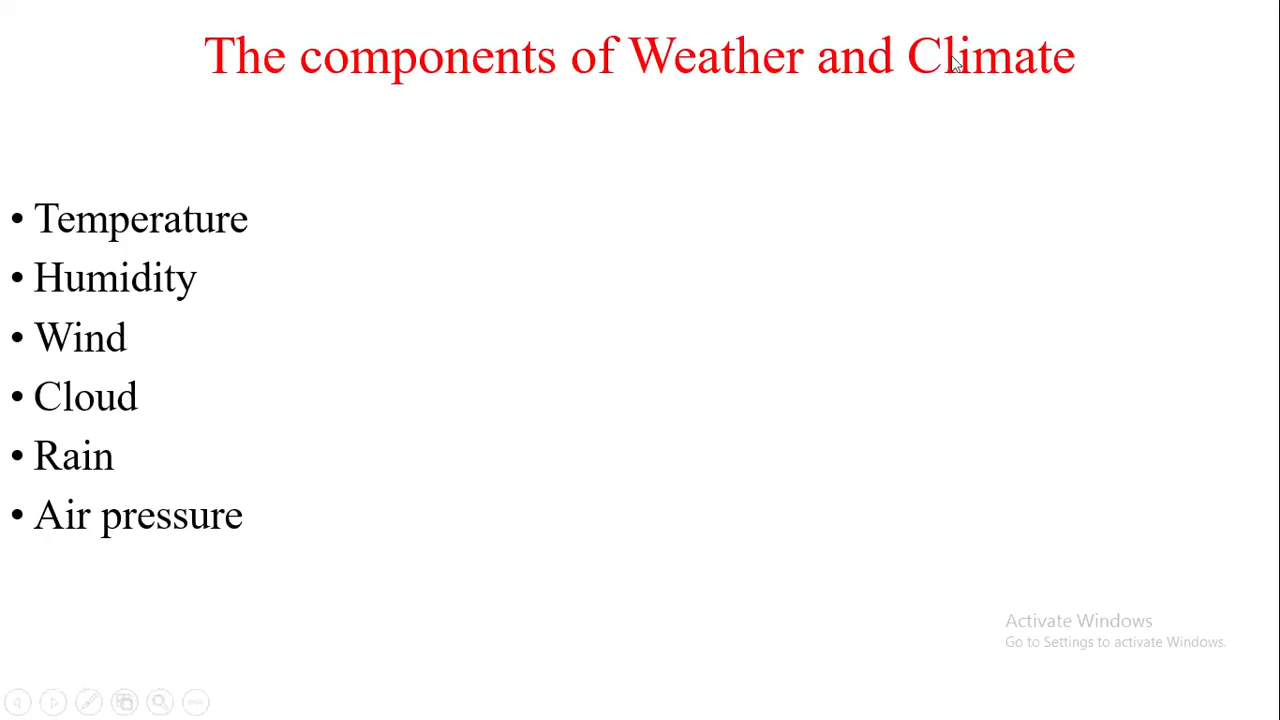 The components of Weather and Climate
• Temperature
• Humidity
• Wind
• Cloud
• Rain
• Air pressure
Activate Windows
Go to Settings to activate Windows.